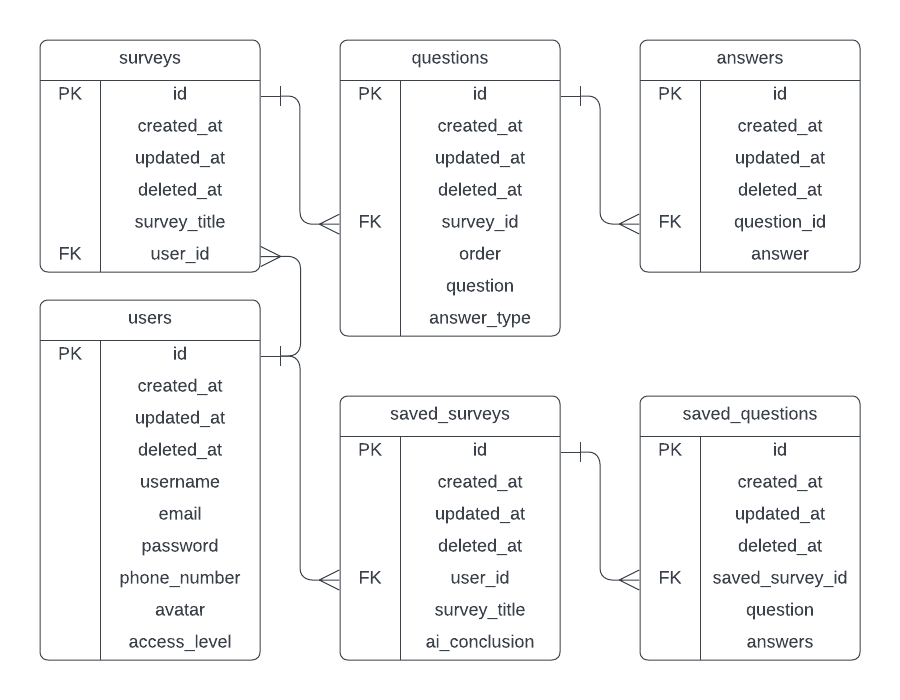 surveys
PK id
created_at
updated_at
deleted_at
survey_title
FK user_id
questions
PK id
created_at
updated_at
deleted_at
FK survey_id
order
question
answer_type
answers
PK id
created_at
updated_at
deleted_at
FK question_id
answer
users
PK id
created_at
updated_at
deleted_at
username
email
password
phone_number
avatar
access_level
saved_surveys
PK id
created_at
updated_at
deleted_at
FK user_id
survey_title
ai_conclusion
saved_questions
PK id
created_at
updated_at
deleted_at
FK saved_survey_id
question
answers